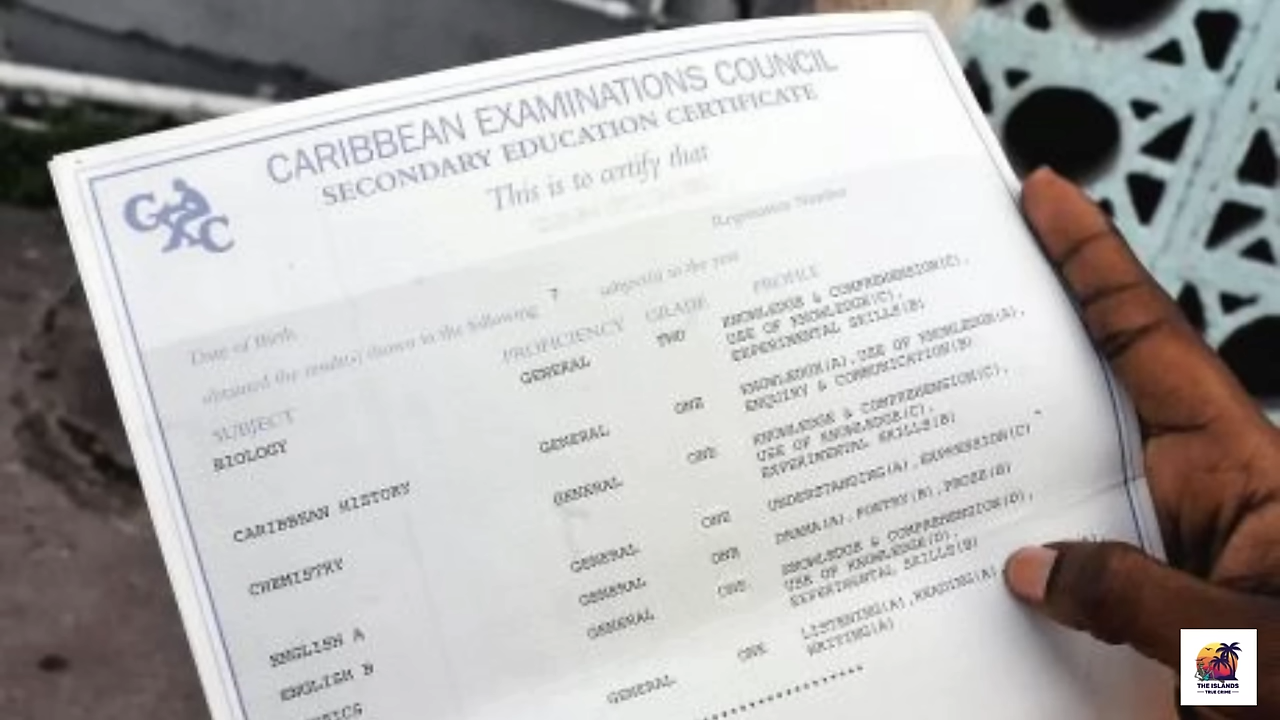 CARIBBEAN EXAMINATIONS COUNCIL
SECONDARY EDUCATION CERTIFICATE
CXC
This is to certify that
Registration Number
Date of Birth
obtained the result(s) shown in the following 7 subject(s) in the year
SUBJECT PROFICIENCY GRADE PROFILE
BIOLOGY GENERAL TWO KNOWLEDGE & COMPREHENSION(C),
USE OF KNOWLEDGE(C),
EXPERIMENTAL SKILLS(B)
CARIBBEAN HISTORY GENERAL ONE KNOWLEDGE(A), USE OF KNOWLEDGE(A),
ENQUIRY & COMMUNICATION(B)
CHEMISTRY GENERAL ONE KNOWLEDGE & COMPREHENSION(C),
USE OF KNOWLEDGE(C),
EXPERIMENTAL SKILLS(B)
ENGLISH A GENERAL ONE UNDERSTANDING(A), EXPRESSION(C)
ENGLISH B GENERAL ONE DRAMA(A), POETRY(B), PROSE(B)
GENERAL ONE KNOWLEDGE & COMPREHENSION(D),
USE OF KNOWLEDGE(D),
EXPERIMENTAL SKILLS(B)
GENERAL ONE LISTENING(A), READING(A)
WRITING(A)
THE ISLANDS
TRUE CRIME